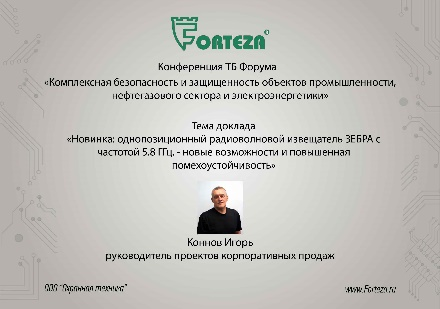 FORTEZA®
Конференция ТБ Форума
«Комплексная безопасность и защищенность объектов промышленности,
нефтегазового сектора и электроэнергетики»
Тема доклада
«Новинка: однопозиционный радиоволновой извещатель ЗЕБРА с
частотой 5.8 ГГц. - новые возможности и повышенная
помехоустойчивость»
Коннов Игорь
руководитель проектов корпоративных продаж
ООО "Охранная техника"
www.Forteza.ru